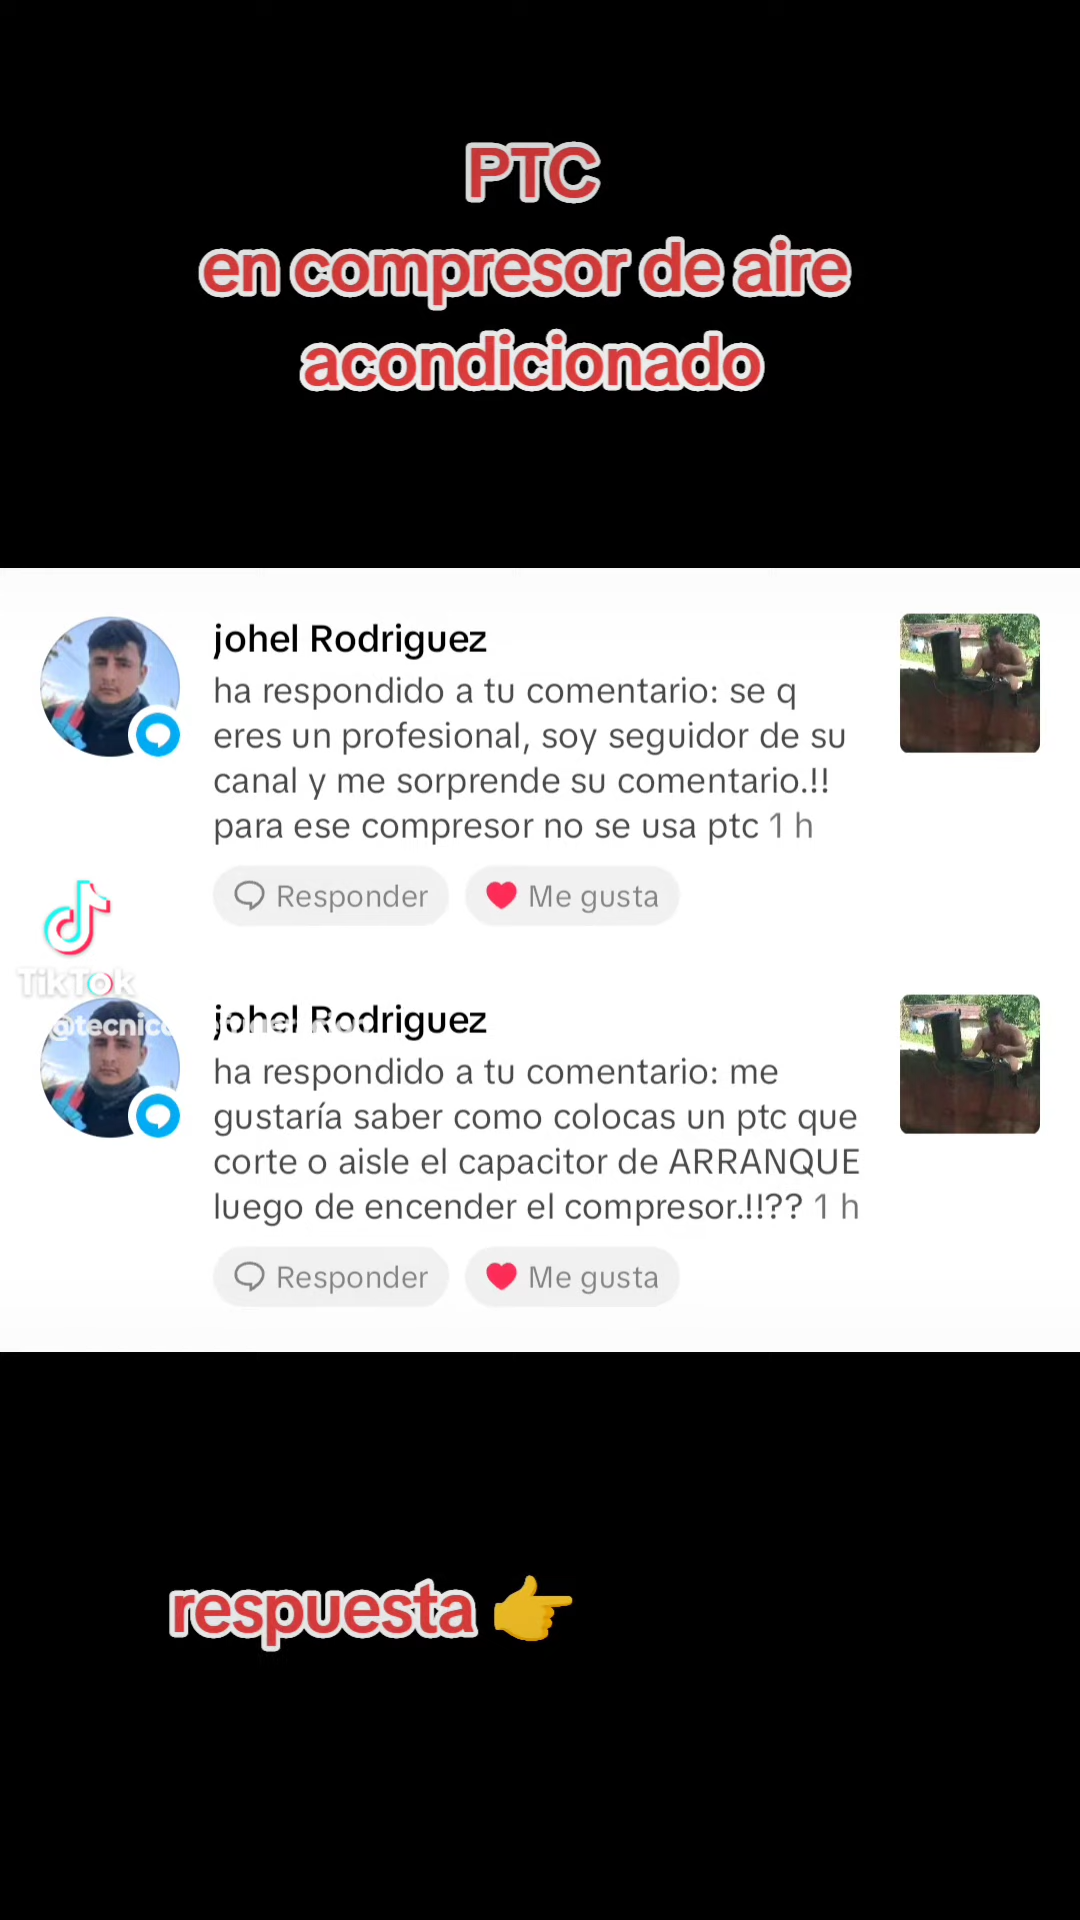 PTC
en compresor de aire
acondicionado
johel Rodriguez
ha respondido a tu comentario: se q
eres un profesional, soy seguidor de su
canal y me sorprende su comentario.!!
para ese compresor no se usa ptc 1 h
Responder Me gusta
TikTok
johel Rodriguez
ha respondido a tu comentario: me
gustaría saber como colocas un ptc que
corte o aisle el capacitor de ARRANQUE
luego de encender el compresor.!!?? 1 h
Responder Me gusta
respuesta 👉